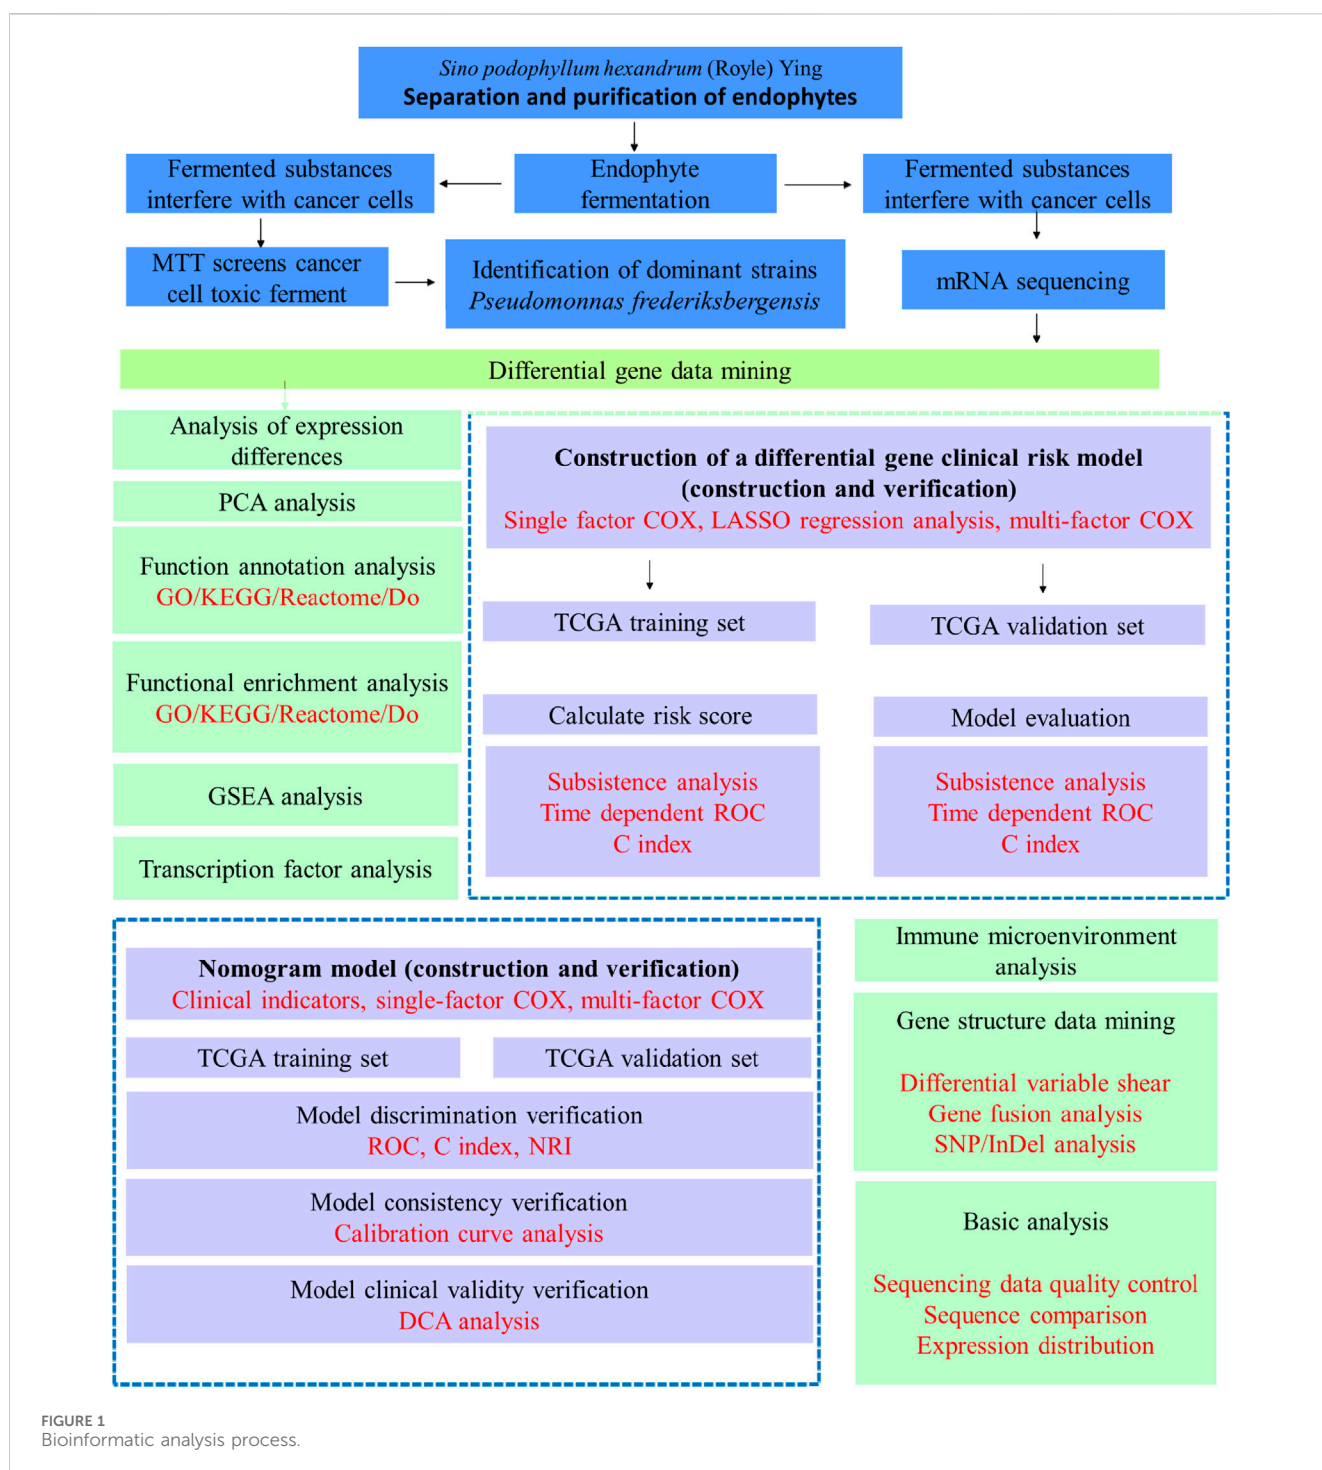 Sino podophyllum hexandrum (Royle) Ying
Separation and purification of endophytes
Fermented substances
interfere with cancer cells
Endophyte
fermentation
Fermented substances
interfere with cancer cells
MTT screens cancer
cell toxic ferment
Identification of dominant strains
Pseudomonnas frederiksbergensis
mRNA sequencing
Differential gene data mining
Analysis of expression
differences
PCA analysis
Function annotation analysis
GO/KEGG/Reactome/Do
Functional enrichment analysis
GO/KEGG/Reactome/Do
GSEA analysis
Transcription factor analysis
Construction of a differential gene clinical risk model
(construction and verification)
Single factor COX, LASSO regression analysis, multi-factor COX
TCGA training set
TCGA validation set
Calculate risk score
Model evaluation
Subsistence analysis
Time dependent ROC
C index
Subsistence analysis
Time dependent ROC
C index
Nomogram model (construction and verification)
Clinical indicators, single-factor COX, multi-factor COX
TCGA training set
TCGA validation set
Model discrimination verification
ROC, C index, NRI
Model consistency verification
Calibration curve analysis
Model clinical validity verification
DCA analysis
Immune microenvironment
analysis
Gene structure data mining
Differential variable shear
Gene fusion analysis
SNP/InDel analysis
Basic analysis
Sequencing data quality control
Sequence comparison
Expression distribution
FIGURE 1
Bioinformatic analysis process.